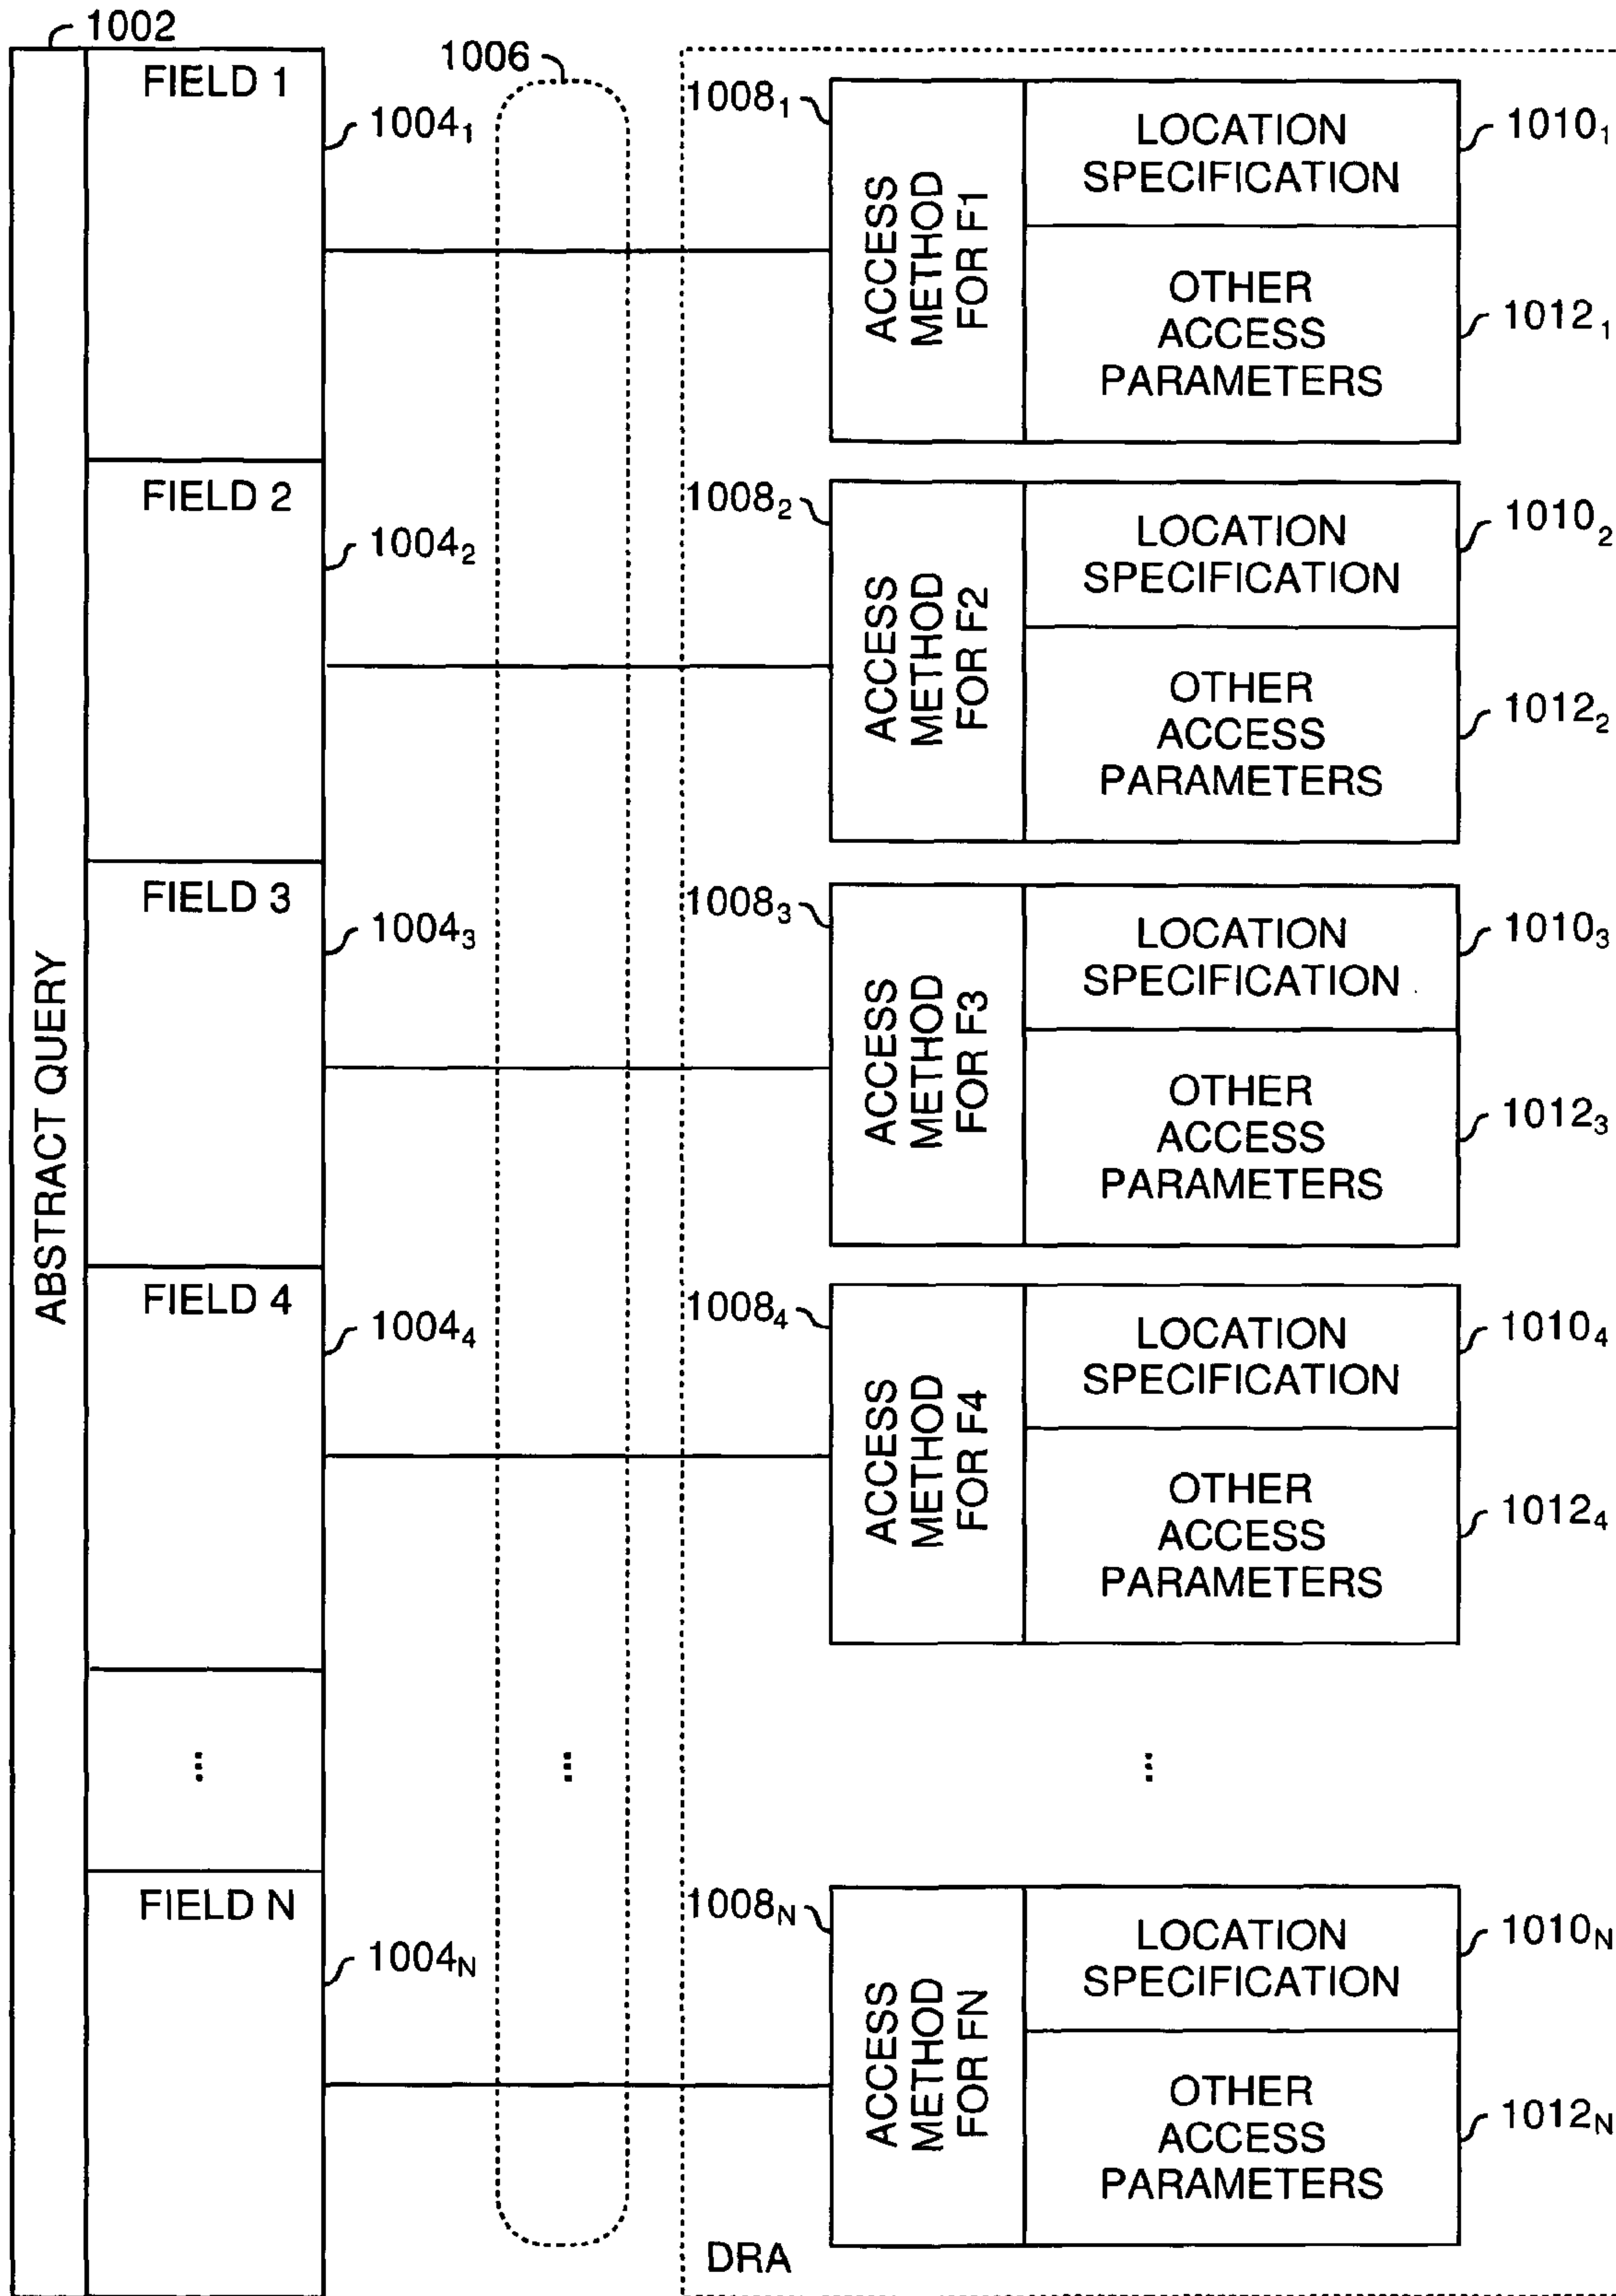 1002
ABSTRACT QUERY
FIELD 1
1004₁
1006
1008₁
ACCESS
METHOD
FOR F1
LOCATION
SPECIFICATION
1010₁
OTHER
ACCESS
PARAMETERS
1012₁
FIELD 2
1004₂
1008₂
ACCESS
METHOD
FOR F2
LOCATION
SPECIFICATION
1010₂
OTHER
ACCESS
PARAMETERS
1012₂
FIELD 3
1004₃
1008₃
ACCESS
METHOD
FOR F3
LOCATION
SPECIFICATION
1010₃
OTHER
ACCESS
PARAMETERS
1012₃
FIELD 4
1004₄
1008₄
ACCESS
METHOD
FOR F4
LOCATION
SPECIFICATION
1010₄
OTHER
ACCESS
PARAMETERS
1012₄
...
...
...
FIELD N
1004N
1008N
ACCESS
METHOD
FOR FN
LOCATION
SPECIFICATION
1010N
OTHER
ACCESS
PARAMETERS
1012N
DRA